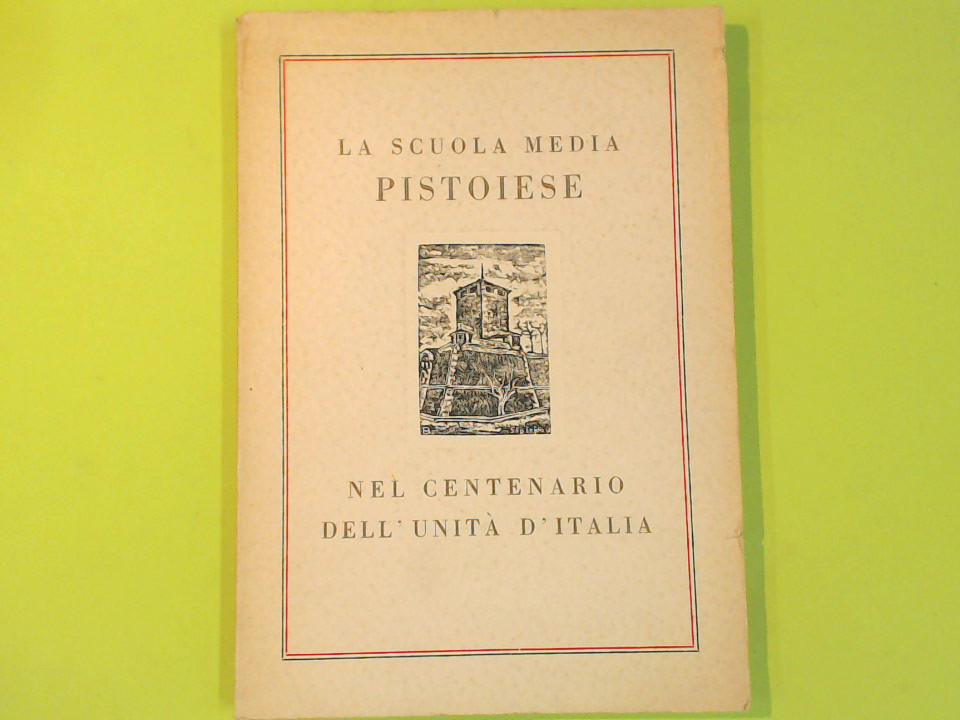 LA SCUOLA MEDIA
PISTOIESE
NEL CENTENARIO
DELL'UNITÀ D'ITALIA